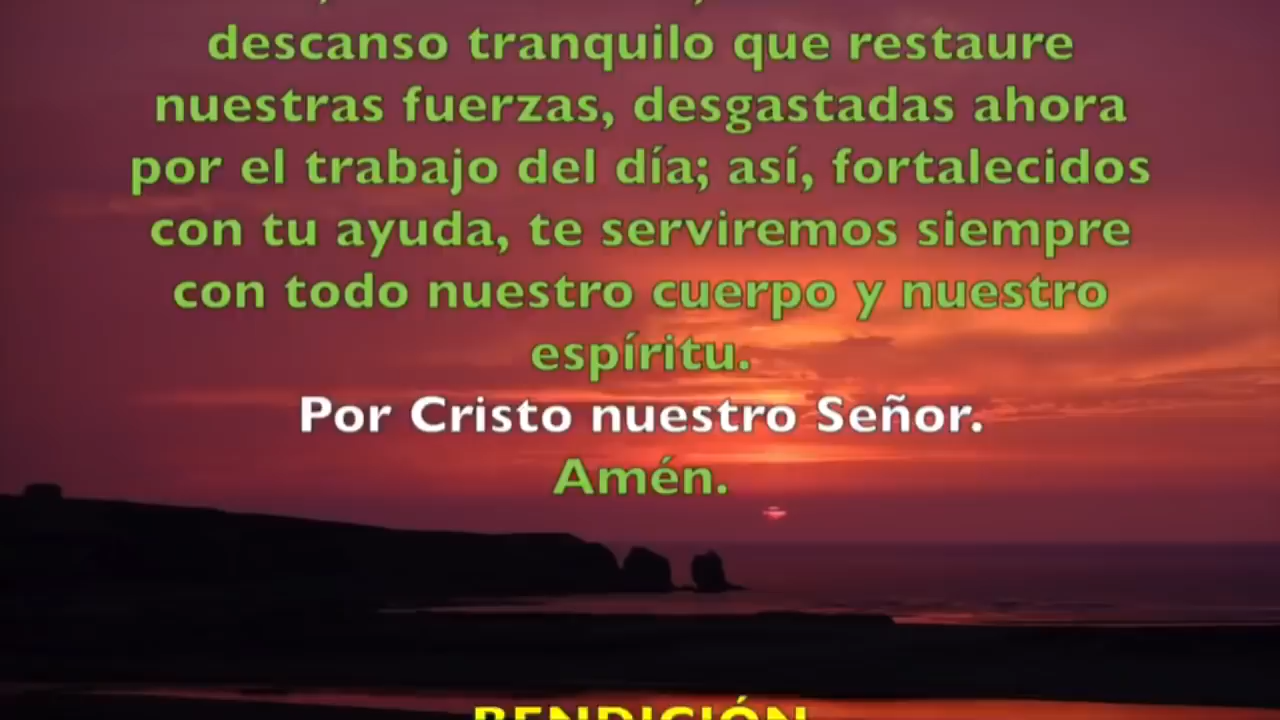 descanso tranquilo que restaure
nuestras fuerzas, desgastadas ahora
por el trabajo del día; así, fortalecidos
con tu ayuda, te serviremos siempre
con todo nuestro cuerpo y nuestro
espíritu.
Por Cristo nuestro Señor.
Amén.
BENDICIÓN